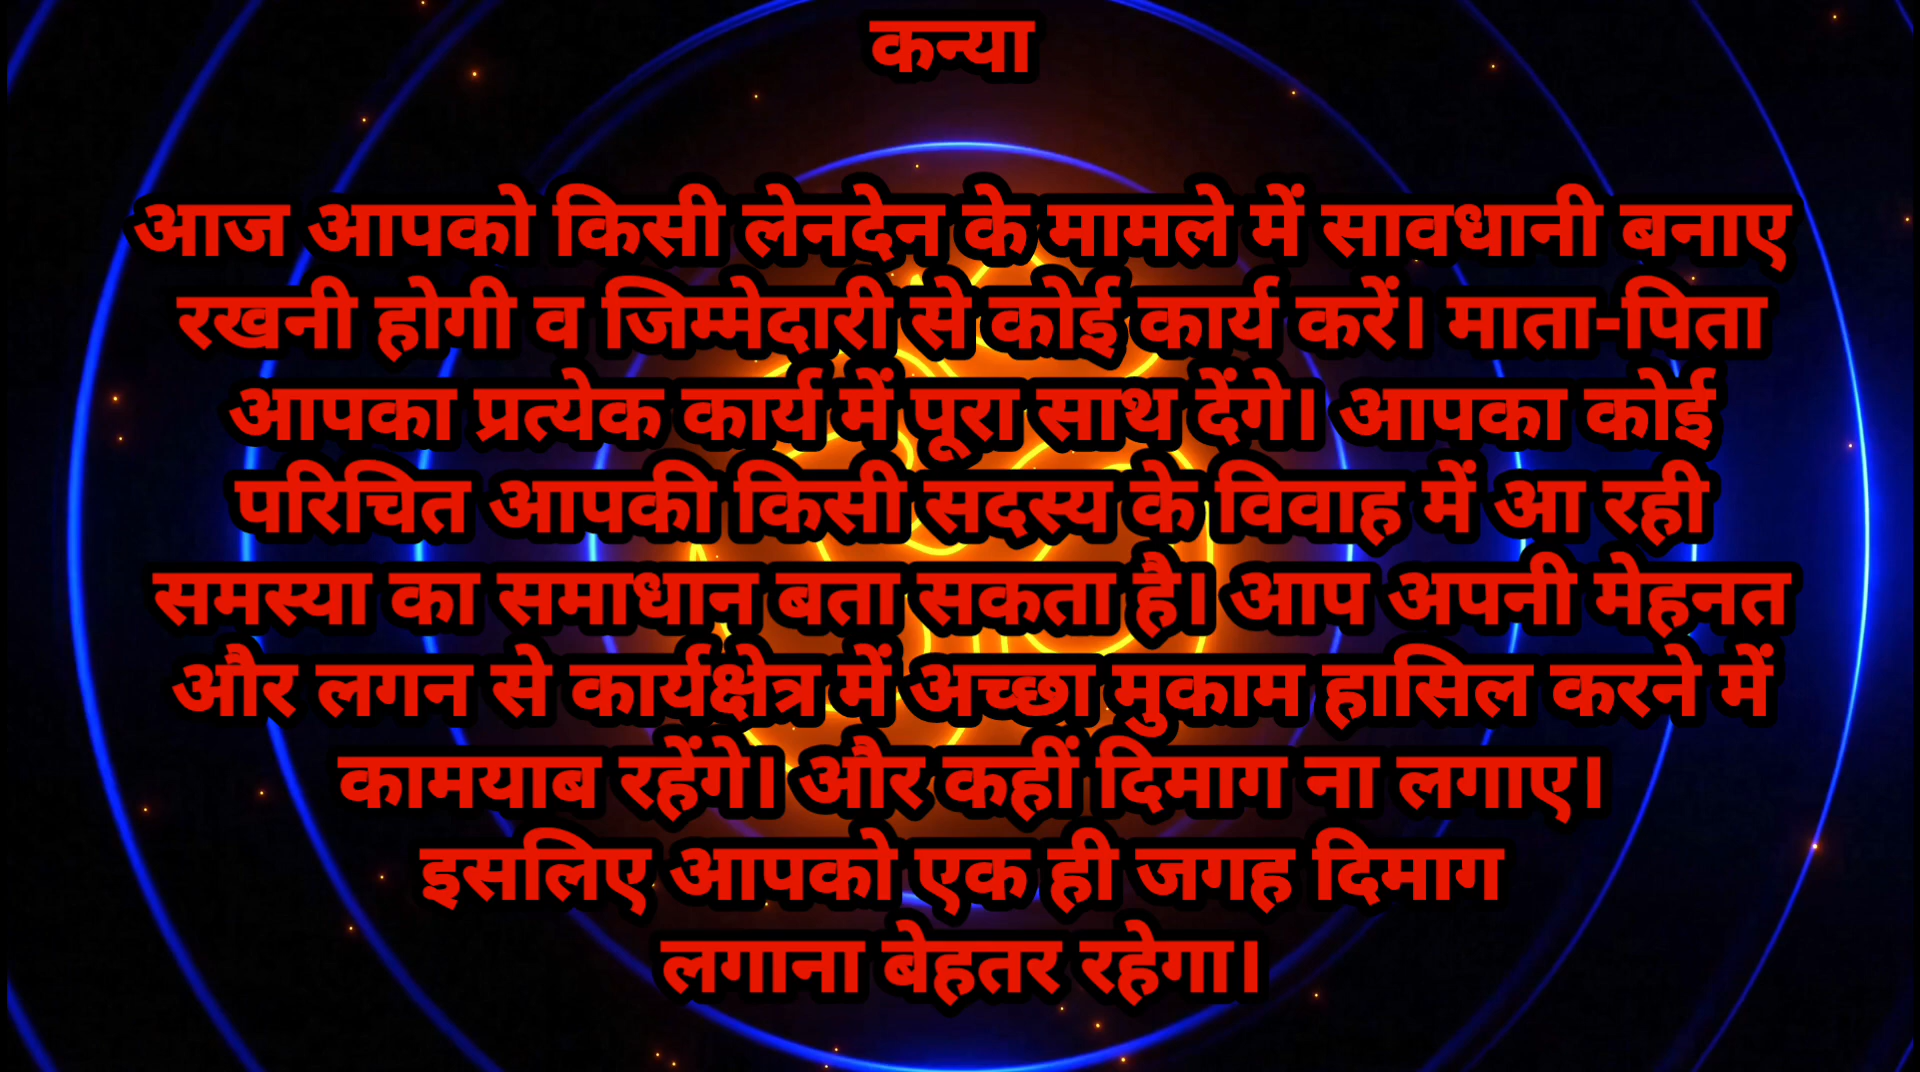 कन्या
आज आपको किसी लेनदेन के मामले में सावधानी बनाए
रखनी होगी व जिम्मेदारी से कोई कार्य करें। माता-पिता
आपका प्रत्येक कार्य में पूरा साथ देंगे। आपका कोई
परिचित आपकी किसी सदस्य के विवाह में आ रही
समस्या का समाधान बता सकता है। आप अपनी मेहनत
और लगन से कार्यक्षेत्र में अच्छा मुकाम हासिल करने में
कामयाब रहेंगे। और कहीं दिमाग ना लगाए।
इसलिए आपको एक ही जगह दिमाग
लगाना बेहतर रहेगा।